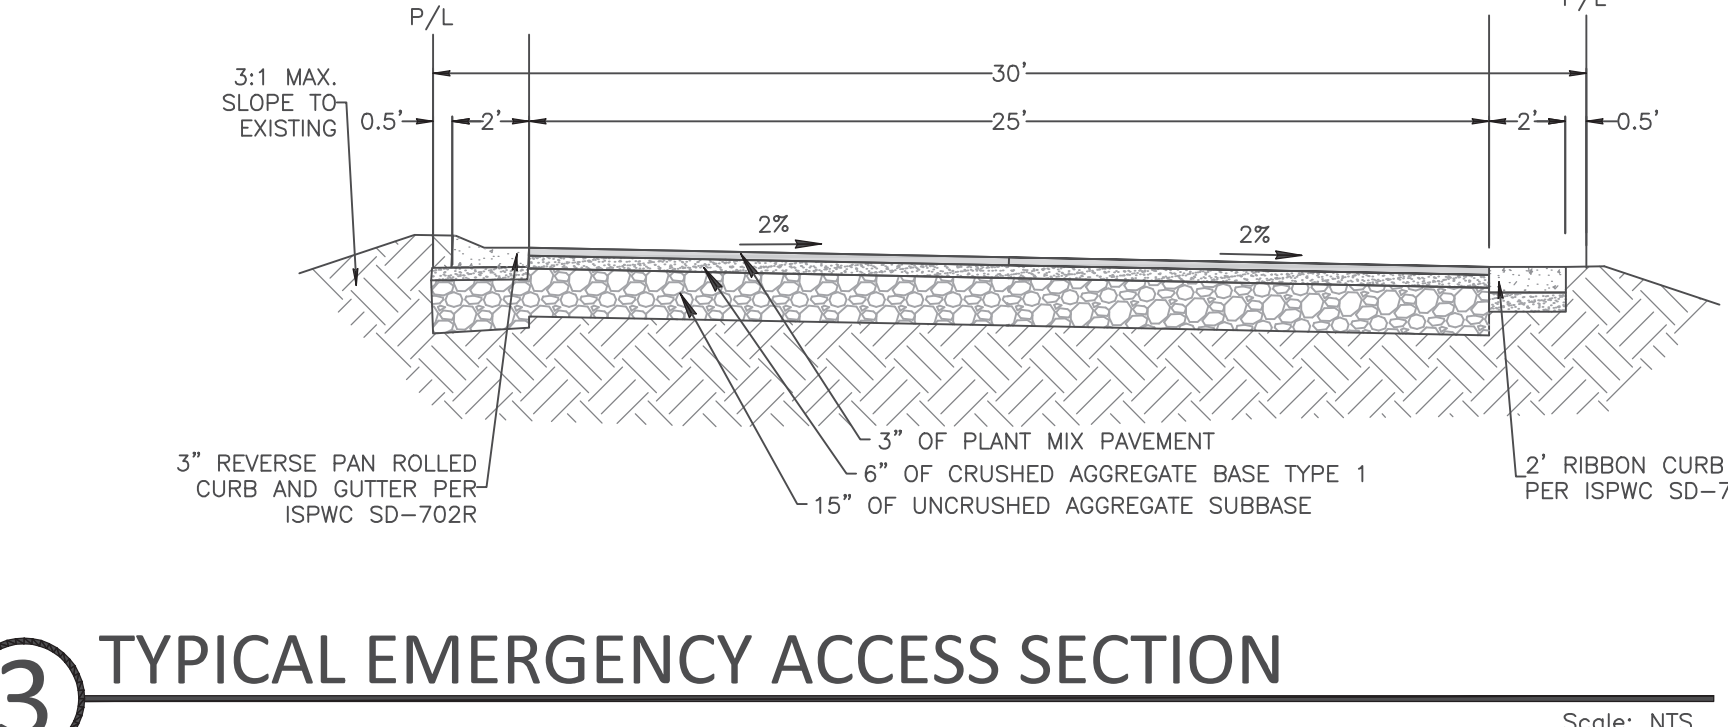 P/L
P/L
3:1 MAX.
SLOPE TO
EXISTING
30'
0.5'
2'
25'
2'
0.5'
2%
2%
3" OF PLANT MIX PAVEMENT
6" OF CRUSHED AGGREGATE BASE TYPE 1
15" OF UNCRUSHED AGGREGATE SUBBASE
3" REVERSE PAN ROLLED
CURB AND GUTTER PER
ISPWC SD-702R
2' RIBBON CURB
PER ISPWC SD-7
3
TYPICAL EMERGENCY ACCESS SECTION
Scale: NTS